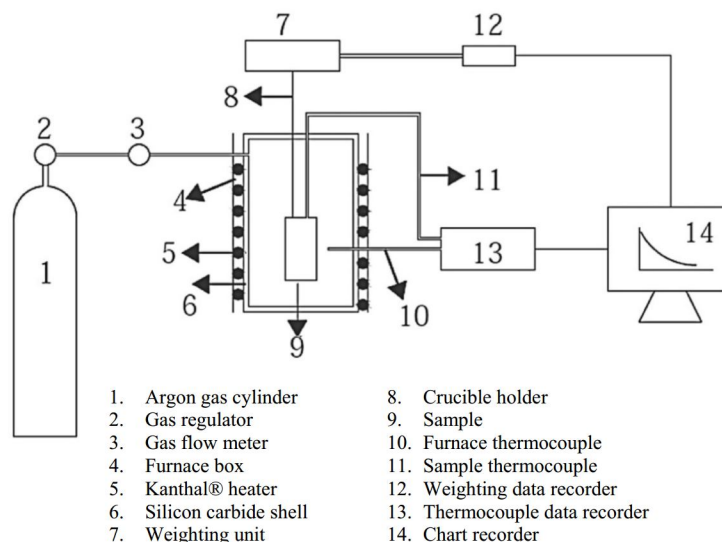 7
12
8
2
3
4
11
1
5
13
14
6
10
9
1. Argon gas cylinder
2. Gas regulator
3. Gas flow meter
4. Furnace box
5. Kanthal® heater
6. Silicon carbide shell
7. Weighting unit
8. Crucible holder
9. Sample
10. Furnace thermocouple
11. Sample thermocouple
12. Weighting data recorder
13. Thermocouple data recorder
14. Chart recorder